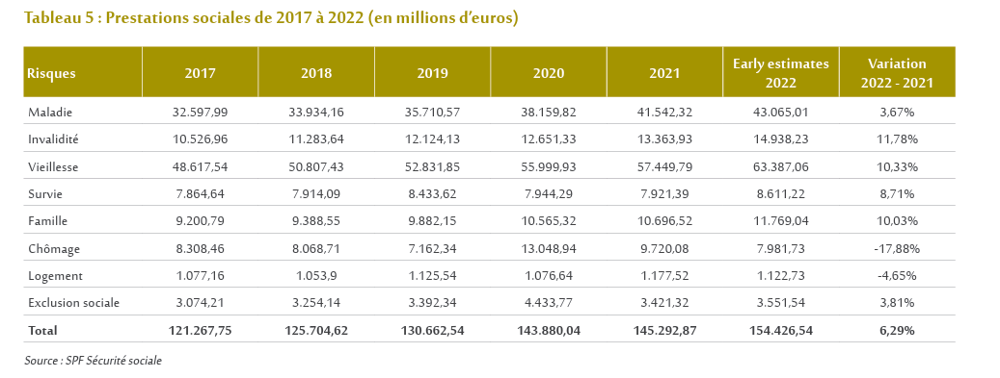 Tableau 5 : Prestations sociales de 2017 à 2022 (en millions d’euros)
Risques 2017 2018 2019 2020 2021 Early estimates 2022 Variation 2022 - 2021
Maladie 32.597,99 33.934,16 35.710,57 38.159,82 41.542,32 43.065,01 3,67%
Invalidité 10.526,96 11.283,64 12.124,13 12.651,33 13.363,93 14.938,23 11,78%
Vieillesse 48.617,54 50.807,43 52.831,85 55.999,93 57.449,79 63.387,06 10,33%
Survie 7.864,64 7.914,09 8.433,62 7.944,29 7.921,39 8.611,22 8,71%
Famille 9.200,79 9.388,55 9.882,15 10.565,32 10.696,52 11.769,04 10,03%
Chômage 8.308,46 8.068,71 7.162,34 13.048,94 9.720,08 7.981,73 -17,88%
Logement 1.077,16 1.053,9 1.125,54 1.076,64 1.177,52 1.122,73 -4,65%
Exclusion sociale 3.074,21 3.254,14 3.392,34 4.433,77 3.421,32 3.551,54 3,81%
Total 121.267,75 125.704,62 130.662,54 143.880,04 145.292,87 154.426,54 6,29%
Source : SPF Sécurité sociale